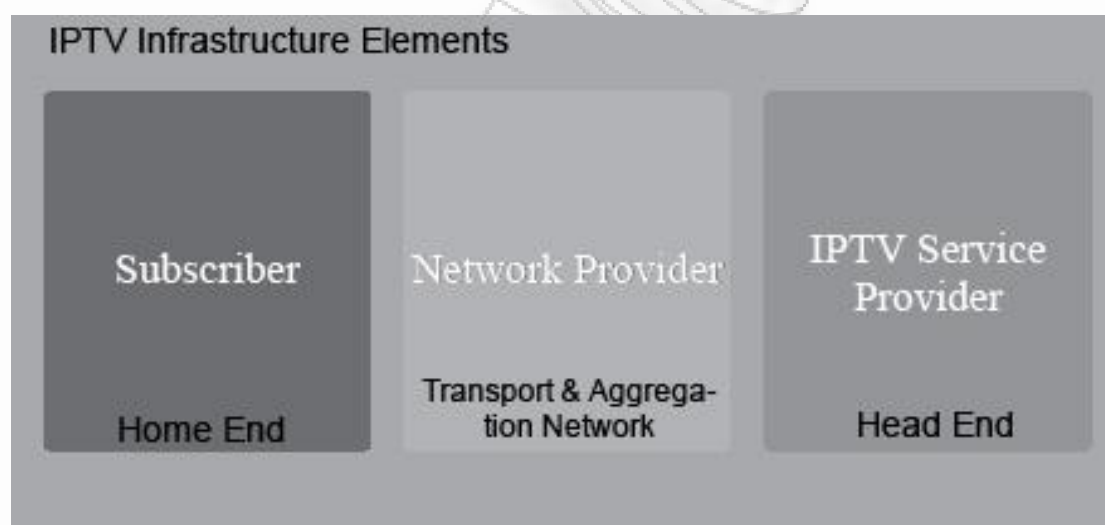 IPTV Infrastructure Elements
Subscriber
Home End
Network Provider
Transport & Aggrega-
tion Network
IPTV Service
Provider
Head End